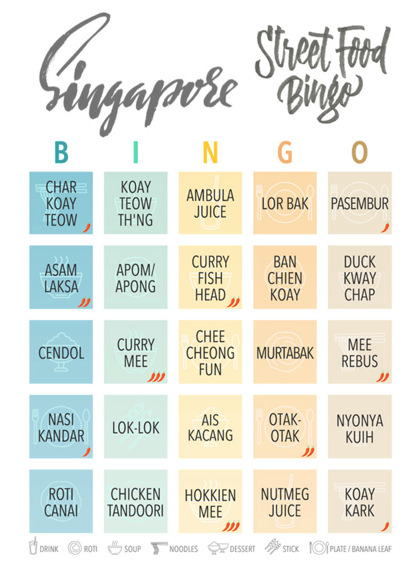 Singapore
Street Food
Bingo
B I N G O
CHAR
KOAY
TEOW
KOAY
TEOW
TH'NG
AMBULA
JUICE
LOR BAK
PASEMBUR
ASAM
LAKSA
APOM/
APONG
CURRY
FISH
HEAD
BAN
CHIEN
KOAY
DUCK
KWAY
CHAP
CENDOL
CURRY
MEE
CHEE
CHEONG
FUN
MURTABAK
MEE
REBUS
NASI
KANDAR
LOK-LOK
AIS
KACANG
OTAK-
OTAK
NYONYA
KUIH
ROTI
CANAI
CHICKEN
TANDOORI
HOKKIEN
MEE
NUTMEG
JUICE
KOAY
KARK
DRINK ROTI SOUP NOODLES DESSERT STICK PLATE / BANANA LEAF